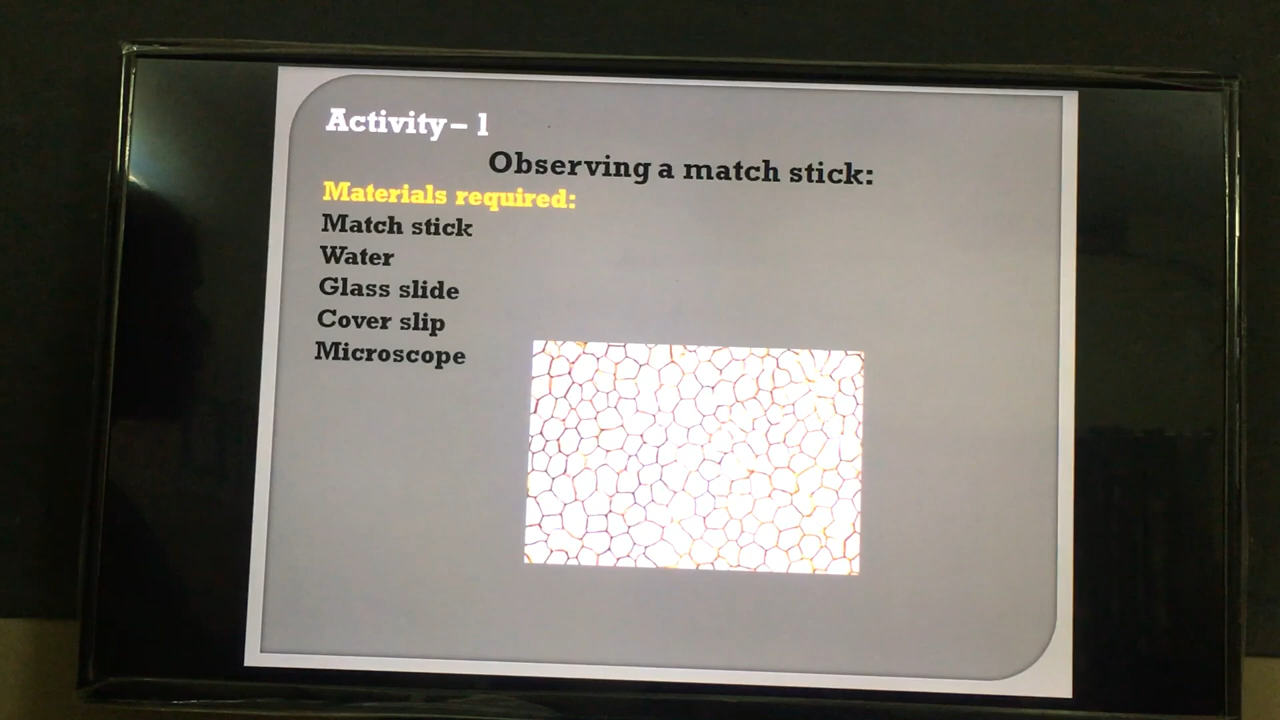 Activity – 1
Observing a match stick:
Materials required:
Match stick
Water
Glass slide
Cover slip
Microscope